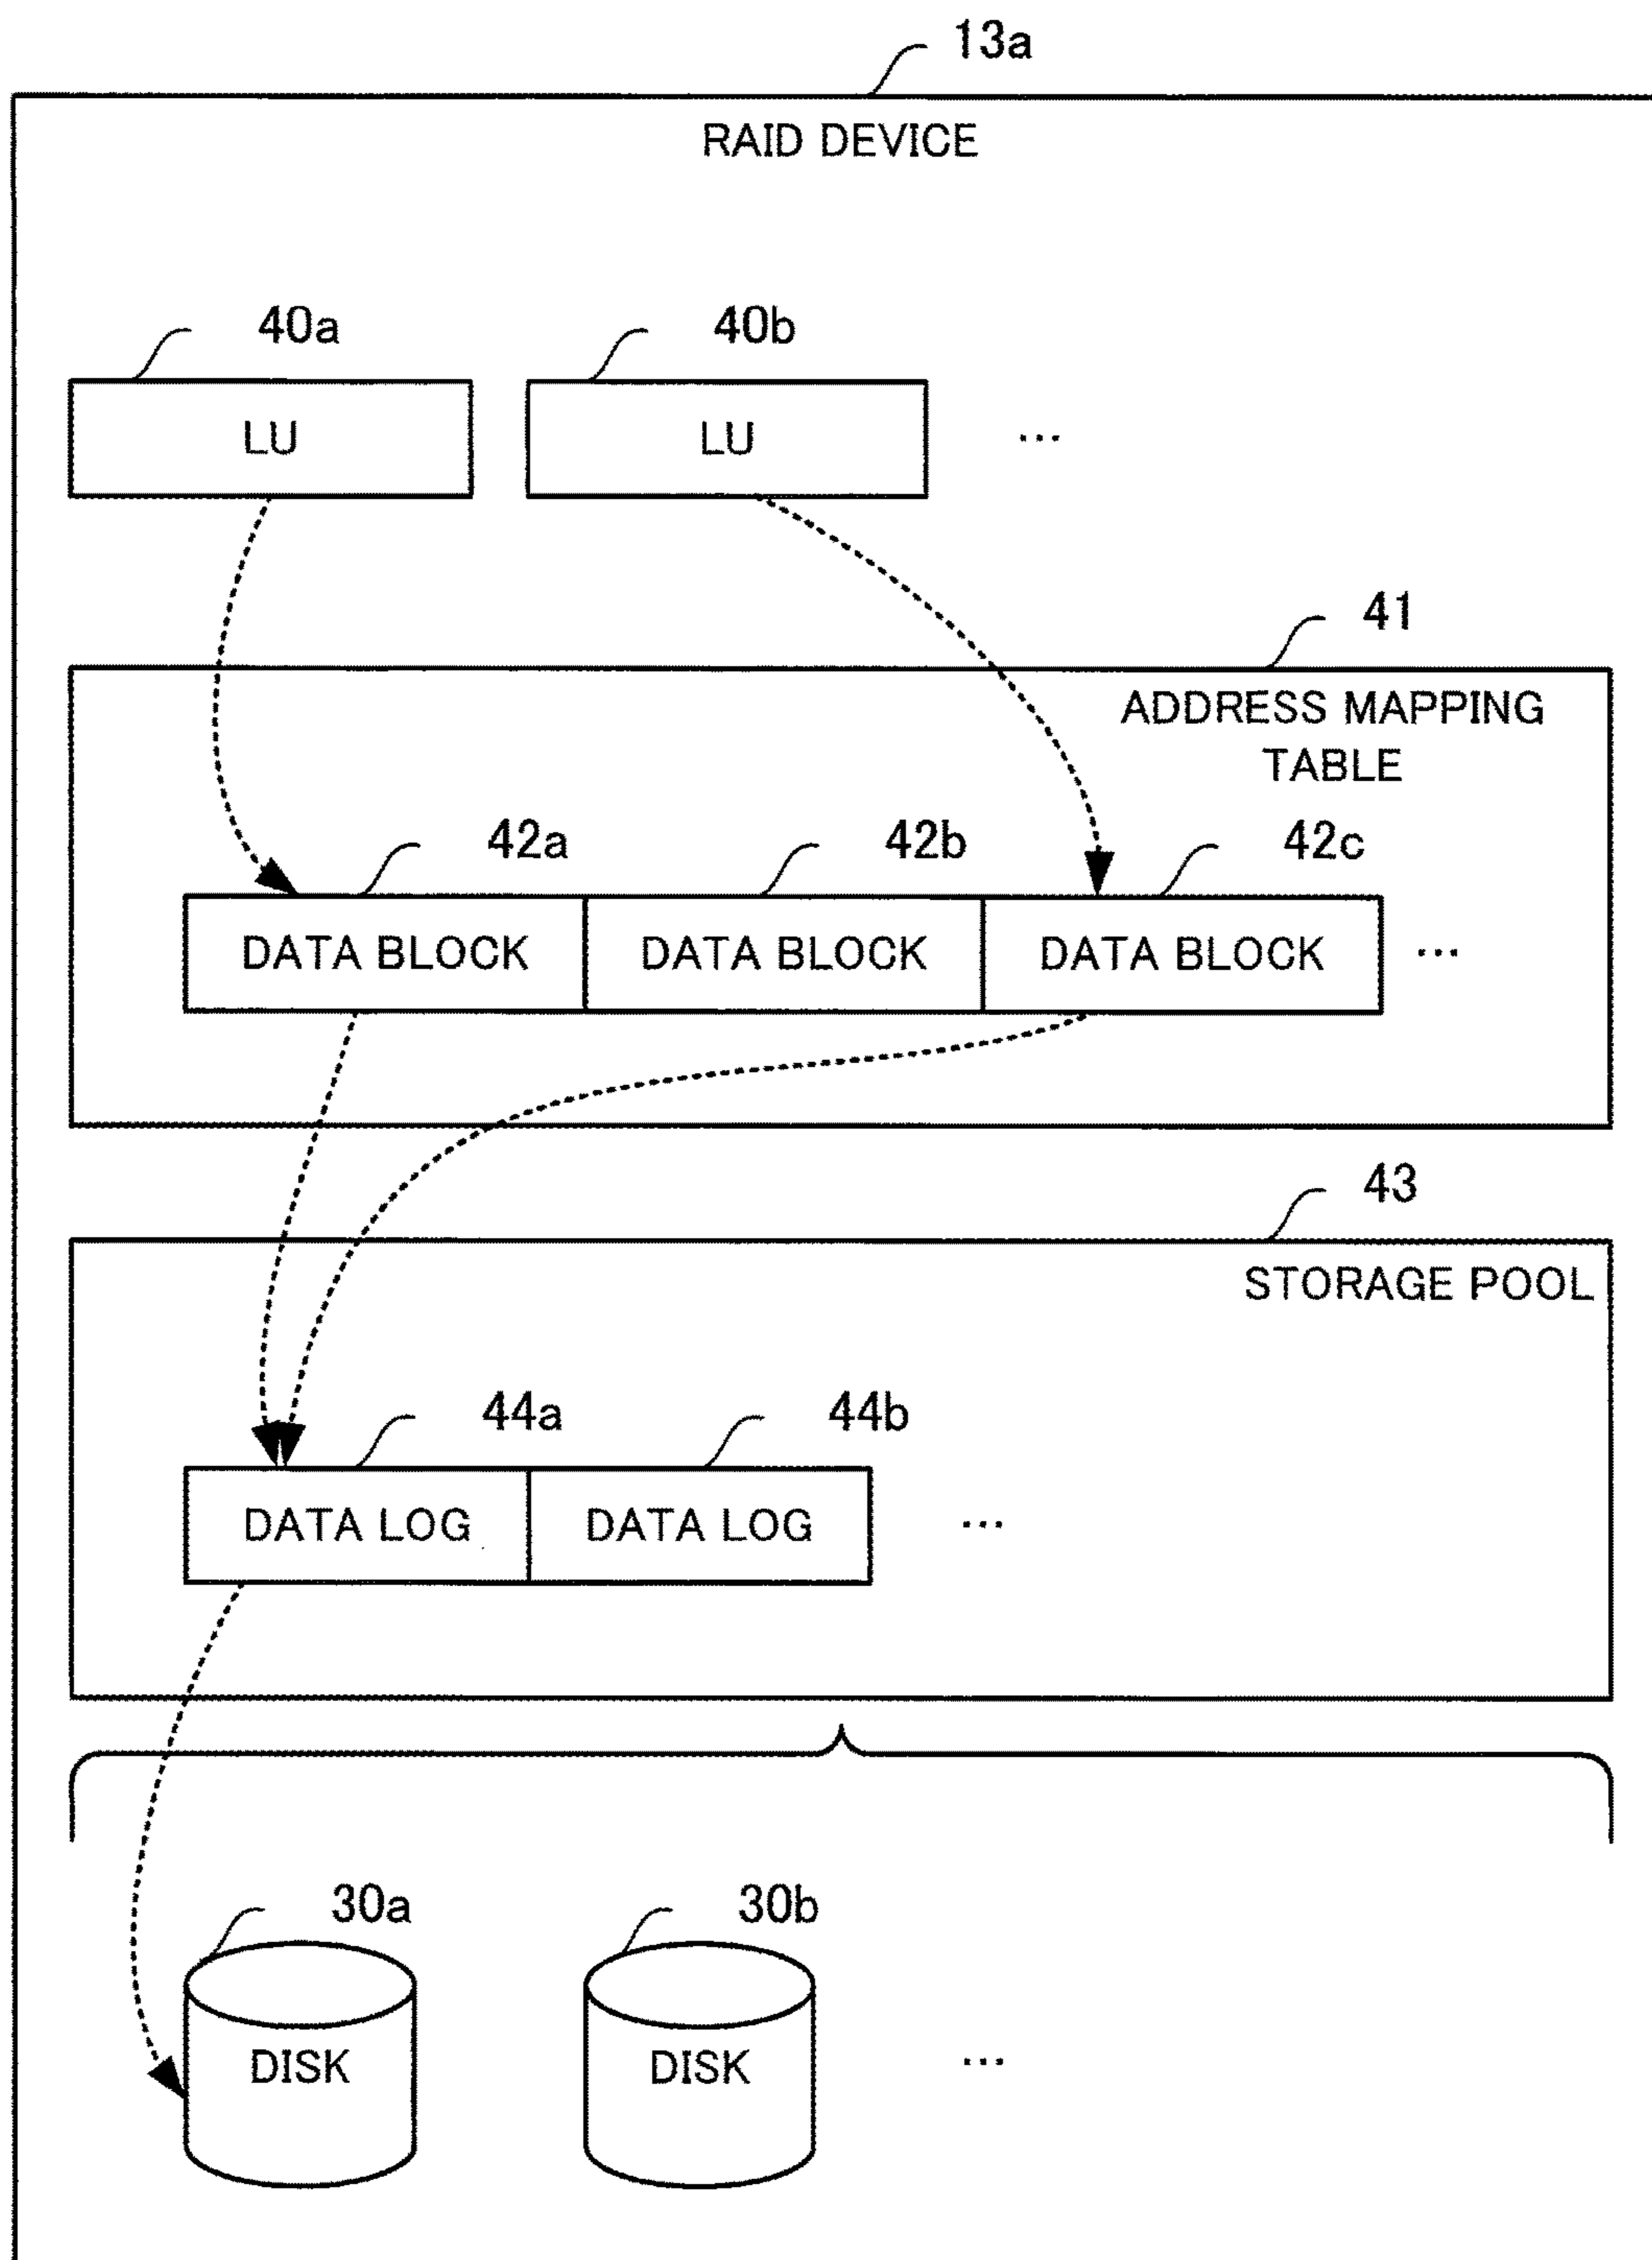 13a
RAID DEVICE
40a 40b
LU LU ...
41
ADDRESS MAPPING
TABLE
42a 42b 42c
DATA BLOCK DATA BLOCK DATA BLOCK ...
43
STORAGE POOL
44a 44b
DATA LOG DATA LOG ...
30a 30b
DISK DISK ...